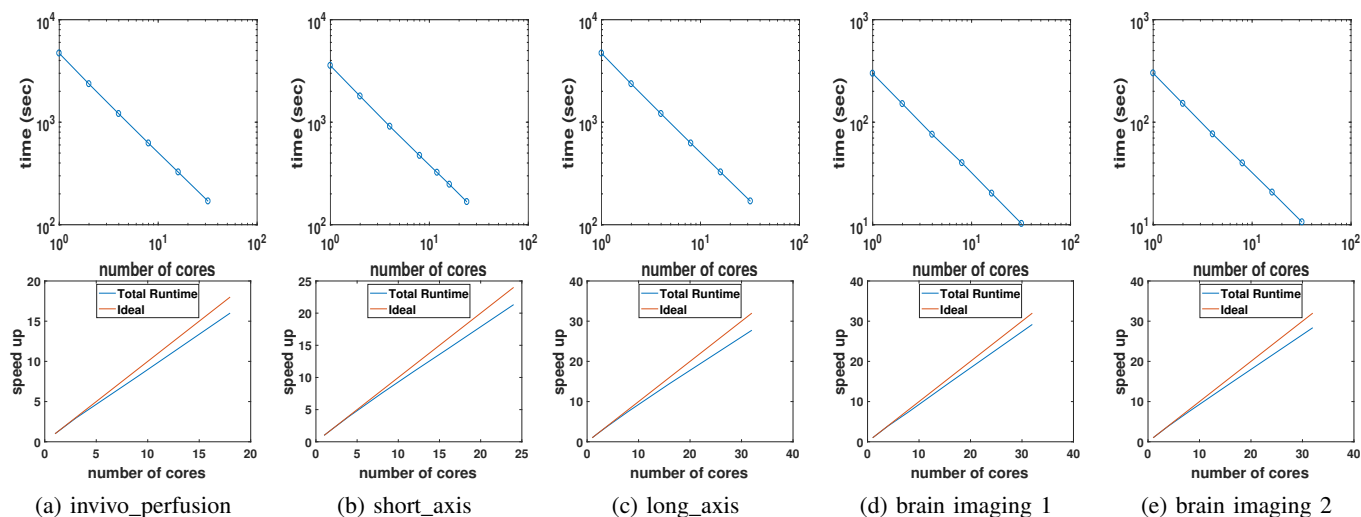 10^4
10^3
10^2
10^0
10^1
10^2
time (sec)
number of cores
10^4
10^3
10^2
10^0
10^1
10^2
time (sec)
number of cores
10^4
10^3
10^2
10^0
10^1
10^2
time (sec)
number of cores
10^3
10^2
10^1
10^0
10^1
10^2
time (sec)
number of cores
10^3
10^2
10^1
10^0
10^1
10^2
time (sec)
number of cores
20
15
10
5
0
0
5
10
15
20
speed up
Total Runtime
Ideal
number of cores
25
20
15
10
5
0
0
5
10
15
20
25
speed up
Total Runtime
Ideal
number of cores
40
30
20
10
0
0
10
20
30
40
speed up
Total Runtime
Ideal
number of cores
40
30
20
10
0
0
10
20
30
40
speed up
Total Runtime
Ideal
number of cores
40
30
20
10
0
0
10
20
30
40
speed up
Total Runtime
Ideal
number of cores
(a) invivo_perfusion
(b) short_axis
(c) long_axis
(d) brain imaging 1
(e) brain imaging 2